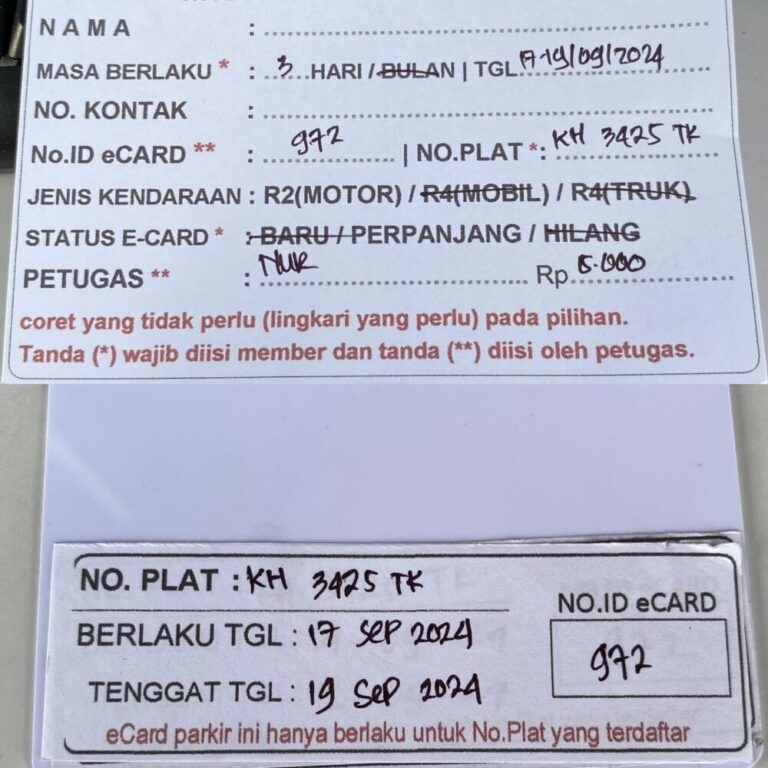 NAMA :
MASA BERLAKU * : 3 HARI / BULAN | TGL 17-19/09/2024
NO. KONTAK :
No.ID eCARD ** : 972 | NO.PLAT *: KH 3425 TK
JENIS KENDARAAN : R2(MOTOR) / R4(MOBIL) / R4(TRUK)
STATUS E-CARD * : BARU / PERPANJANG / HILANG
PETUGAS ** : NUR Rp 5.000
coret yang tidak perlu (lingkari yang perlu) pada pilihan.
Tanda (*) wajib diisi member dan tanda (**) diisi oleh petugas.
NO. PLAT : KH 3425 TK
NO.ID eCARD
BERLAKU TGL : 17 SEP 2024
972
TENGGAT TGL : 19 SEP 2024
eCard parkir ini hanya berlaku untuk No.Plat yang terdaftar